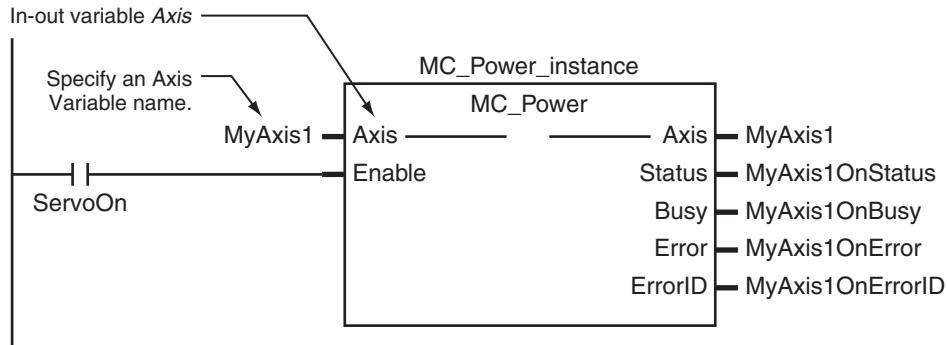 In-out variable Axis
Specify an Axis
Variable name.
MC_Power_instance
MC_Power
MyAxis1 Axis Axis MyAxis1
Enable Status MyAxis1OnStatus
ServoOn
Busy MyAxis1OnBusy
Error MyAxis1OnError
ErrorID MyAxis1OnErrorID